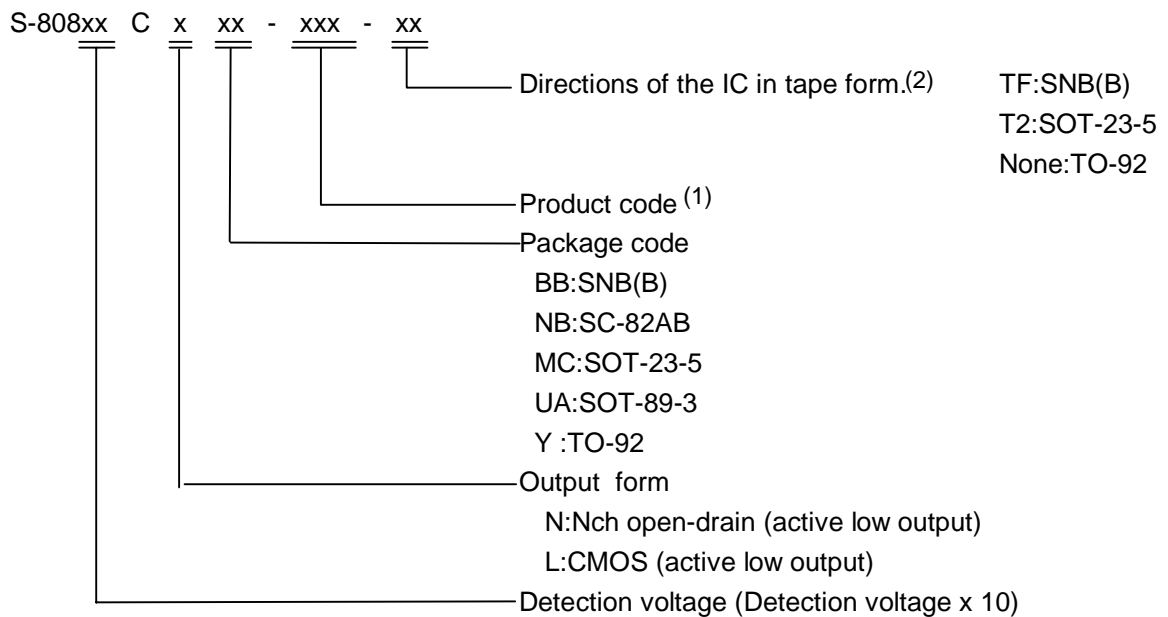 S-808xx C x xx - xxx - xx
Directions of the IC in tape form.(2) TF:SNB(B)
T2:SOT-23-5
None:TO-92
Product code (1)
Package code
BB:SNB(B)
NB:SC-82AB
MC:SOT-23-5
UA:SOT-89-3
Y :TO-92
Output form
N:Nch open-drain (active low output)
L:CMOS (active low output)
Detection voltage (Detection voltage x 10)